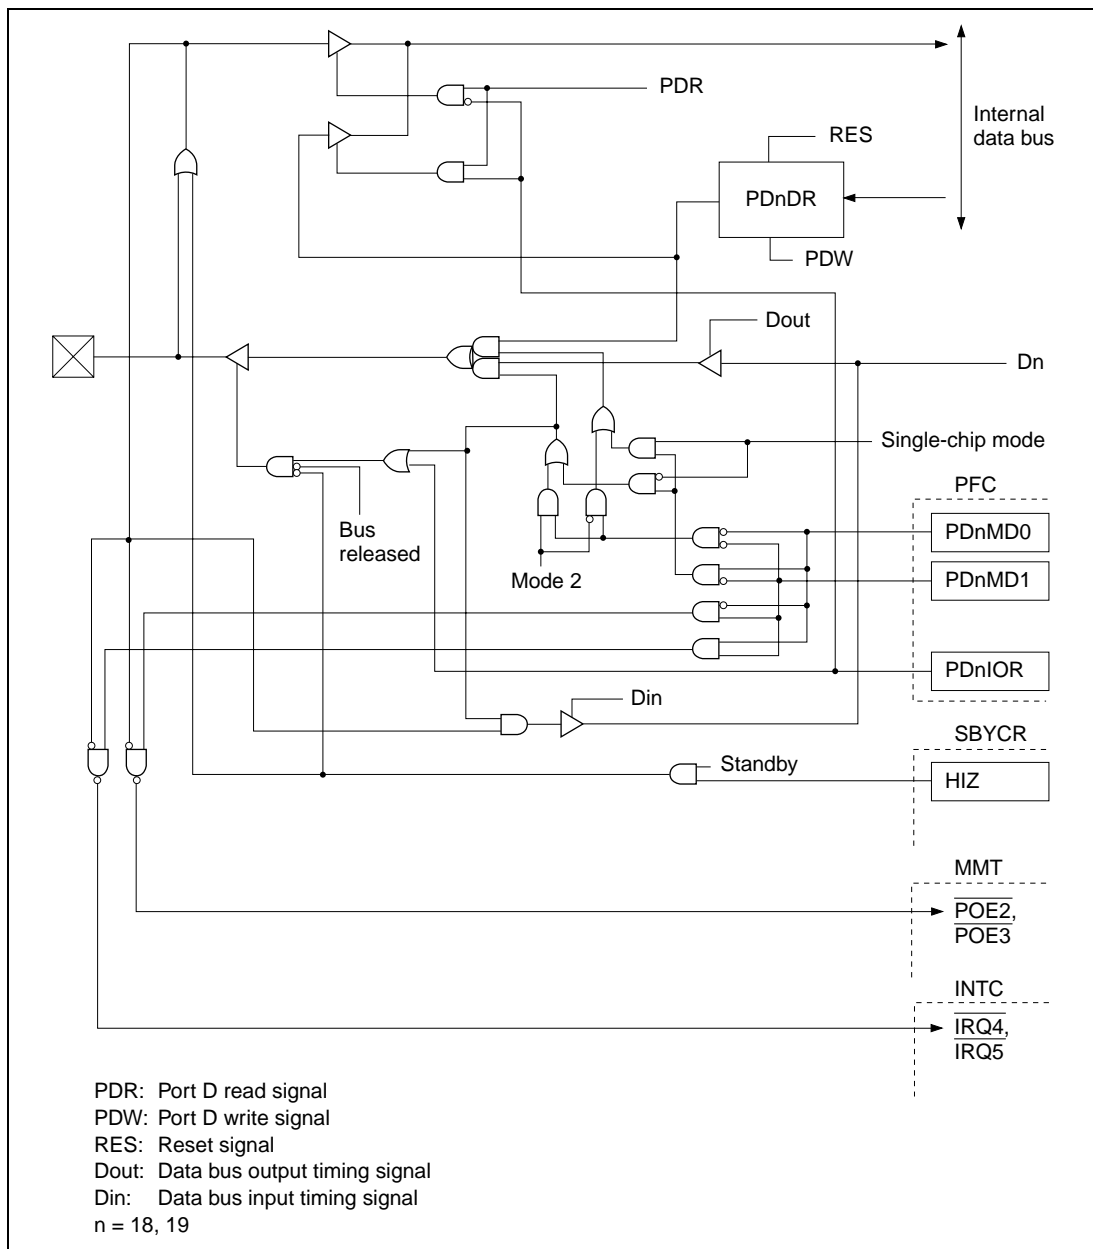 PDR
Internal
data bus
RES
PDnDR
PDW
Dout
Dn
Single-chip mode
PFC
PDnMD0
Bus
released
Mode 2
PDnMD1
PDnIOR
Din
SBYCR
Standby
HIZ
MMT
POE2,
POE3
INTC
IRQ4,
IRQ5
PDR: Port D read signal
PDW: Port D write signal
RES: Reset signal
Dout: Data bus output timing signal
Din: Data bus input timing signal
n = 18, 19